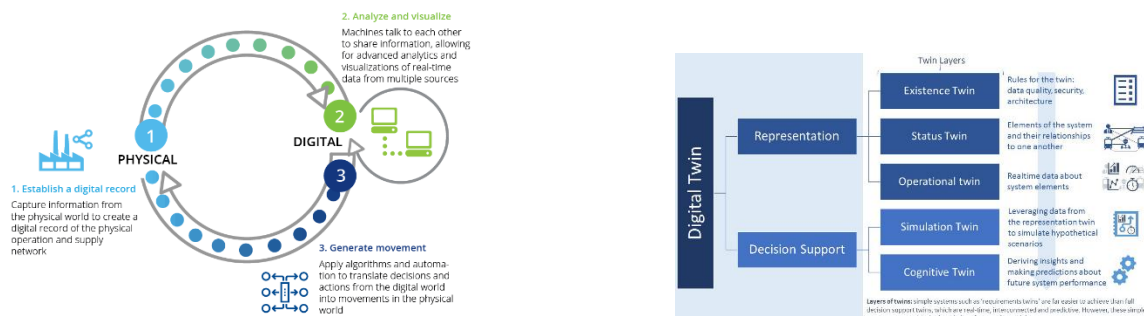 2. Analyze and visualize
Machines talk to each other
to share information, allowing
for advanced analytics and
visualizations of real-time
data from multiple sources
1
2
PHYSICAL
DIGITAL
3
1. Establish a digital record
Capture information from
the physical world to create a
digital record of the physical
operation and supply
network
3. Generate movement
Apply algorithms and automa-
tion to translate decisions and
actions from the digital world
into movements in the physical
world
Digital Twin
Representation
Decision Support
Twin Layers
Existence Twin
Rules for the twin:
data quality, security,
architecture
Status Twin
Elements of the system
and their relationships
to one another
Operational twin
Realtime data about
system elements
Simulation Twin
Leveraging data from
the representation twin
to simulate hypothetical
scenarios
Cognitive Twin
Deriving insights and
making predictions about
future system performance
Layers of twins: simple systems such as 'requirements twins' are far easier to achieve than full
decision support twins, which are real-time, interconnected and predictive. However, these simple